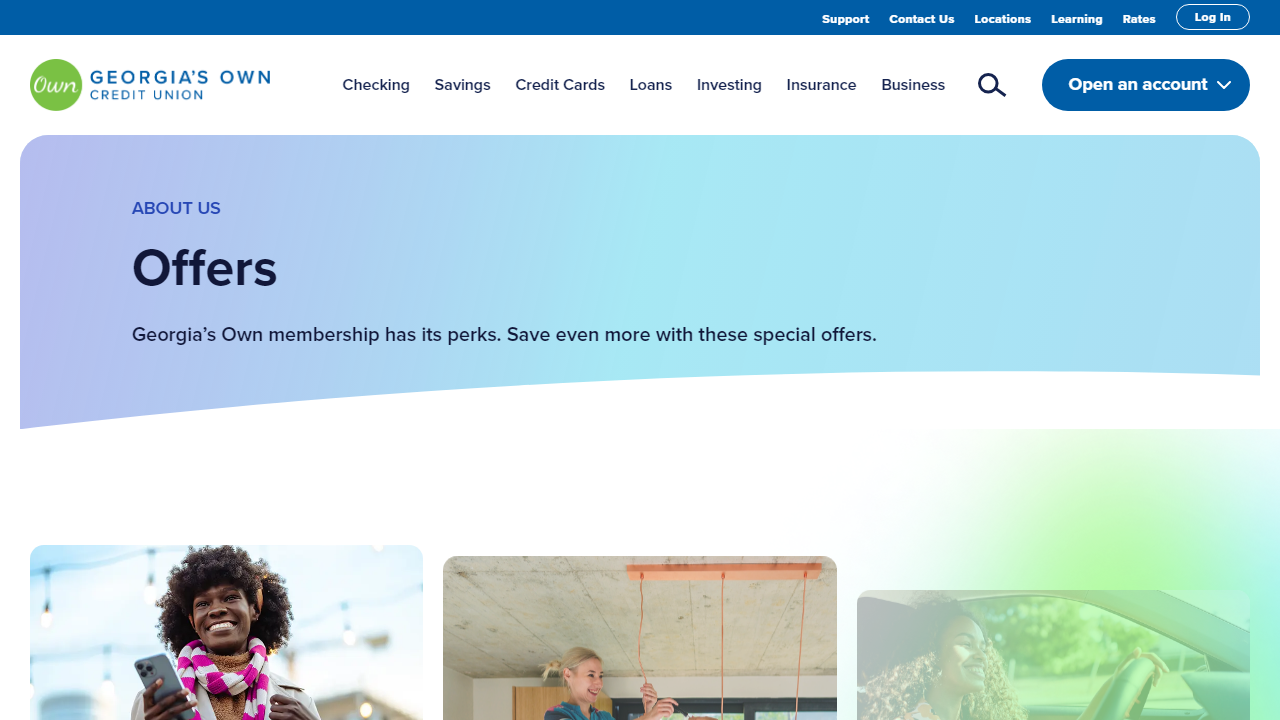 Support Contact Us Locations Learning Rates Log In
Own GEORGIA'S OWN
CREDIT UNION
Checking Savings Credit Cards Loans Investing Insurance Business Open an account
ABOUT US
Offers
Georgia’s Own membership has its perks. Save even more with these special offers.